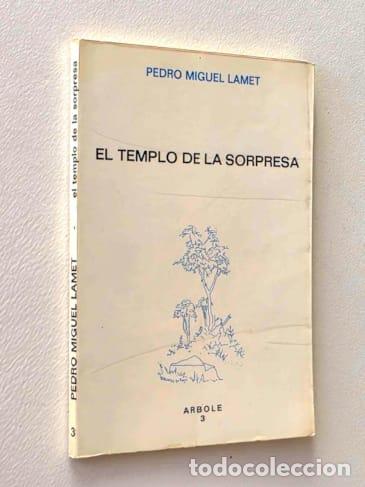 PEDRO MIGUEL LAMET
EL TEMPLO DE LA SORPRESA
ARBOLE
3
3 PEDRO MIGUEL LAMET - el templo de la sorpresa
todocoleccion